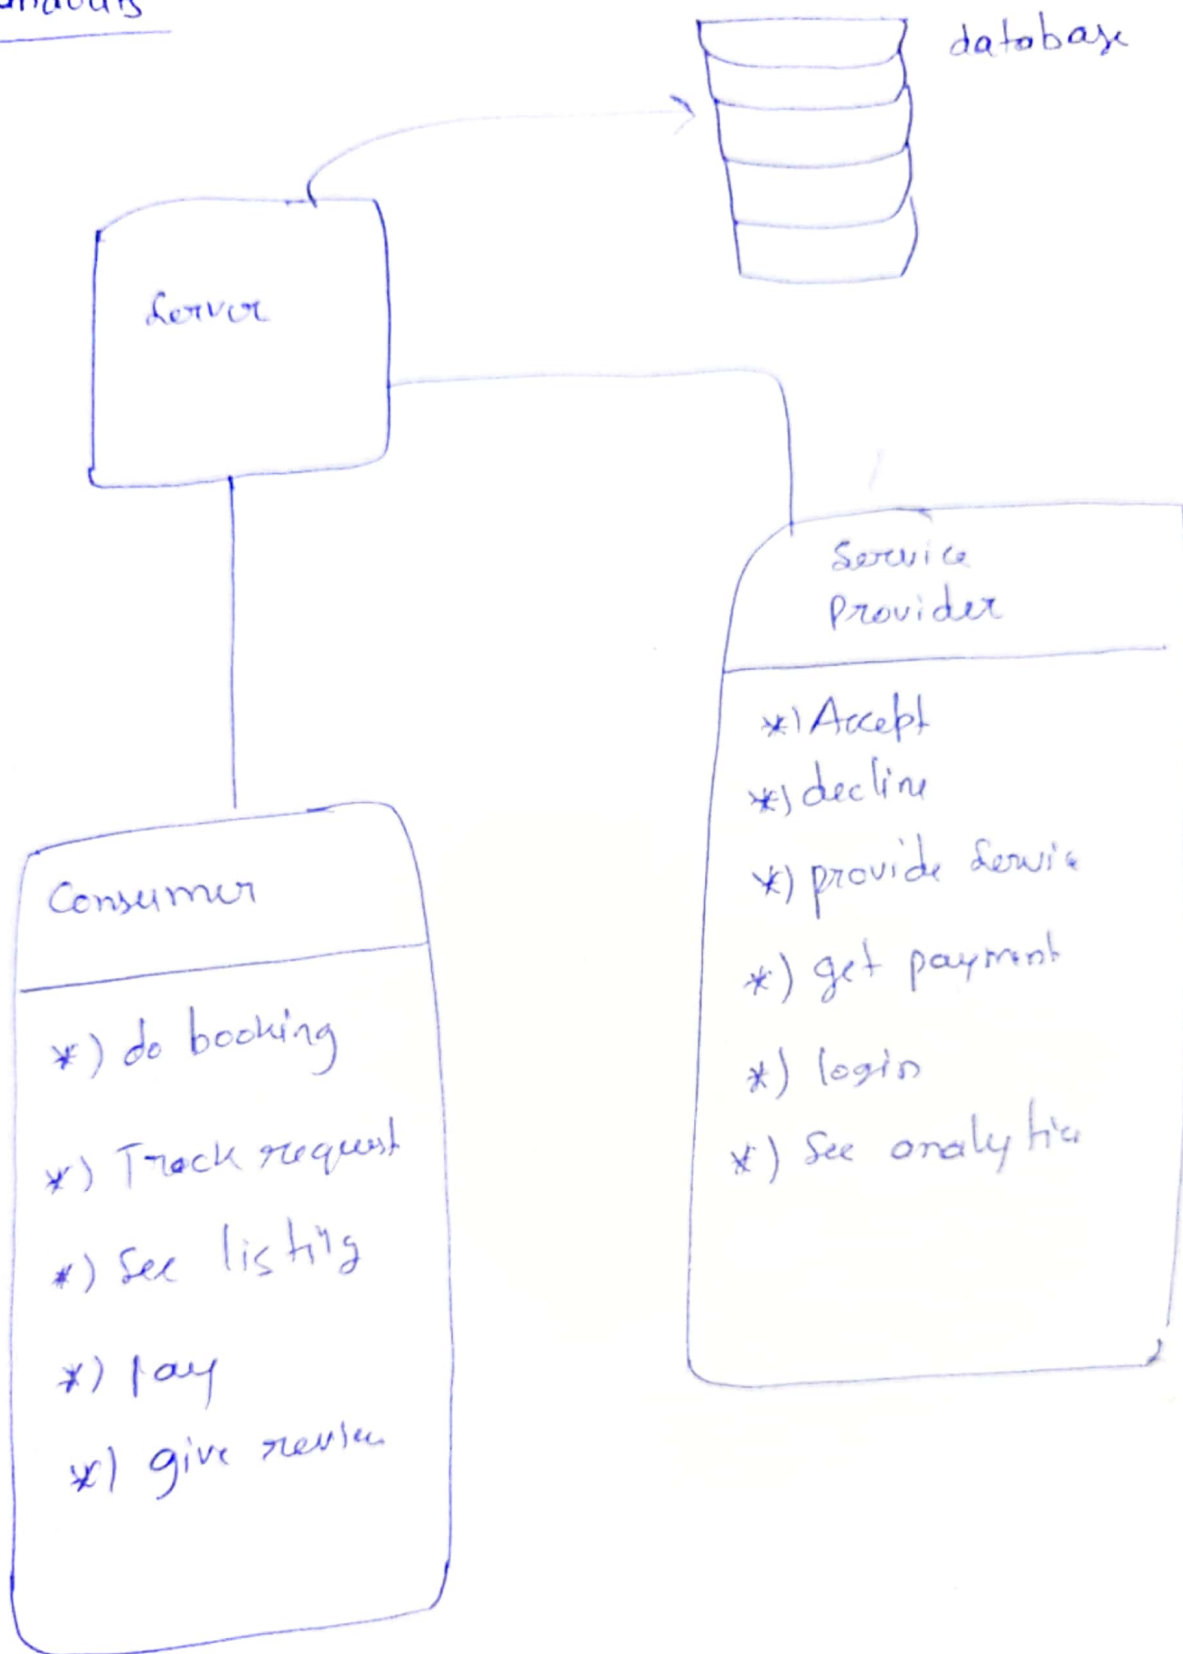 database
Server
Service
Provider
*) Accept
*) decline
*) provide Servic
*) get payment
*) login
*) See analytics
Consumer
*) do booking
*) Track request
*) See listing
*) pay
*) give review